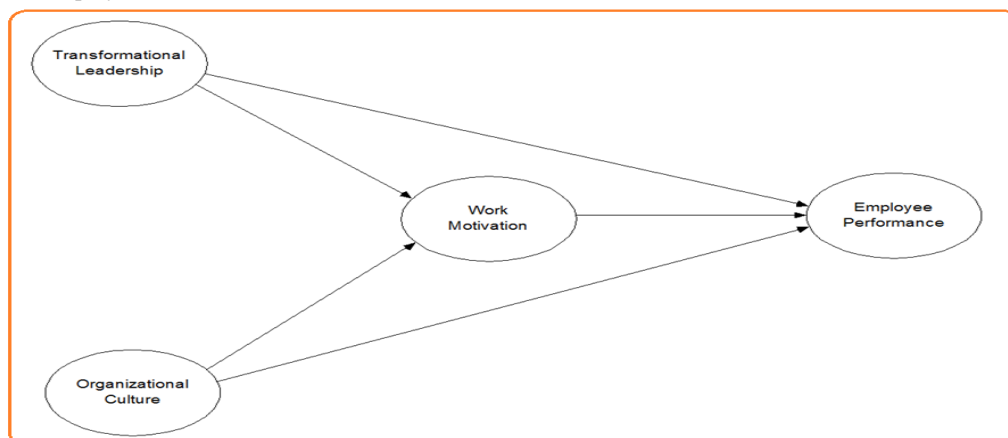 Transformational
Leadership
Work
Motivation
Employee
Performance
Organizational
Culture